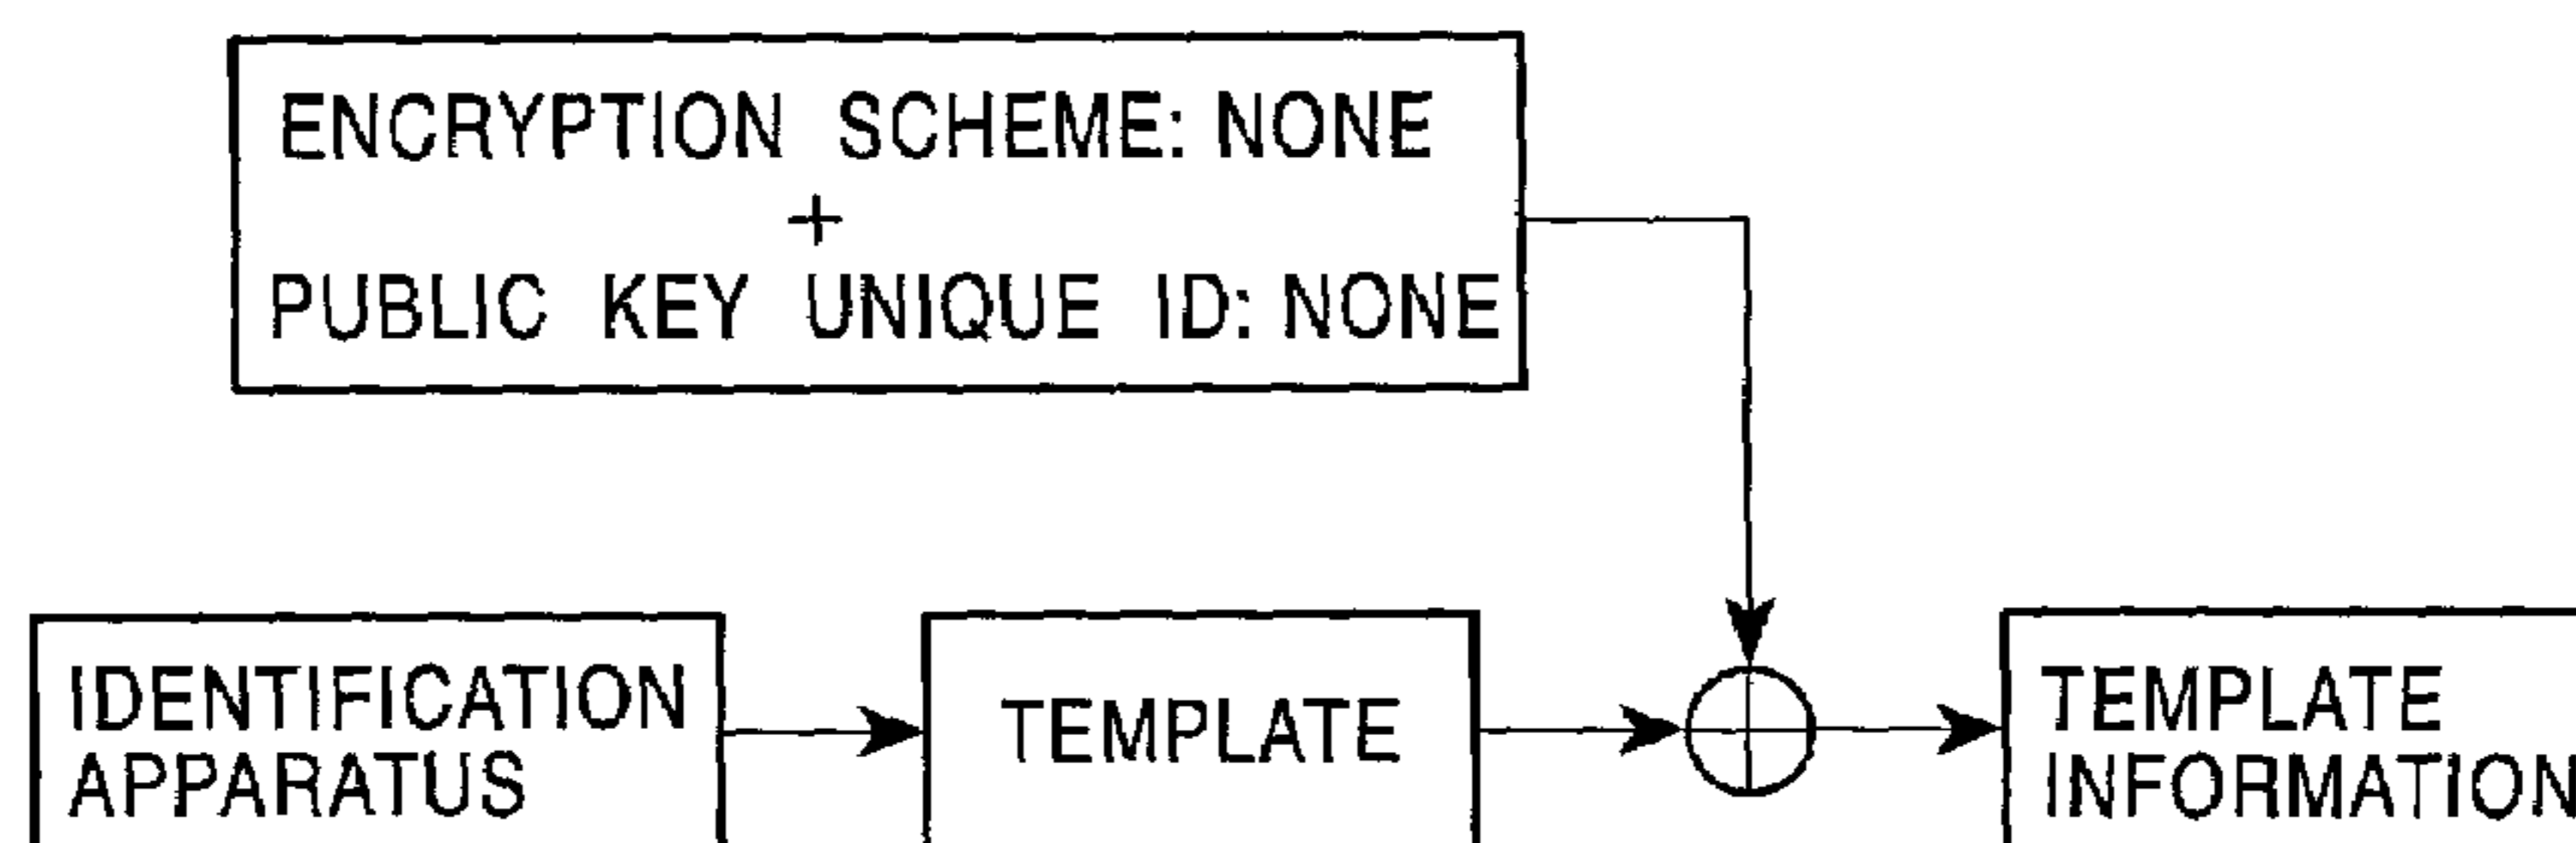 ENCRYPTION SCHEME: NONE
+
PUBLIC KEY UNIQUE ID: NONE
IDENTIFICATION
APPARATUS
TEMPLATE
TEMPLATE
INFORMATION